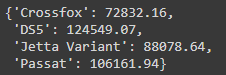 {'Crossfox': 72832.16,
'DS5': 124549.07,
'Jetta Variant': 88078.64,
'Passat': 106161.94}